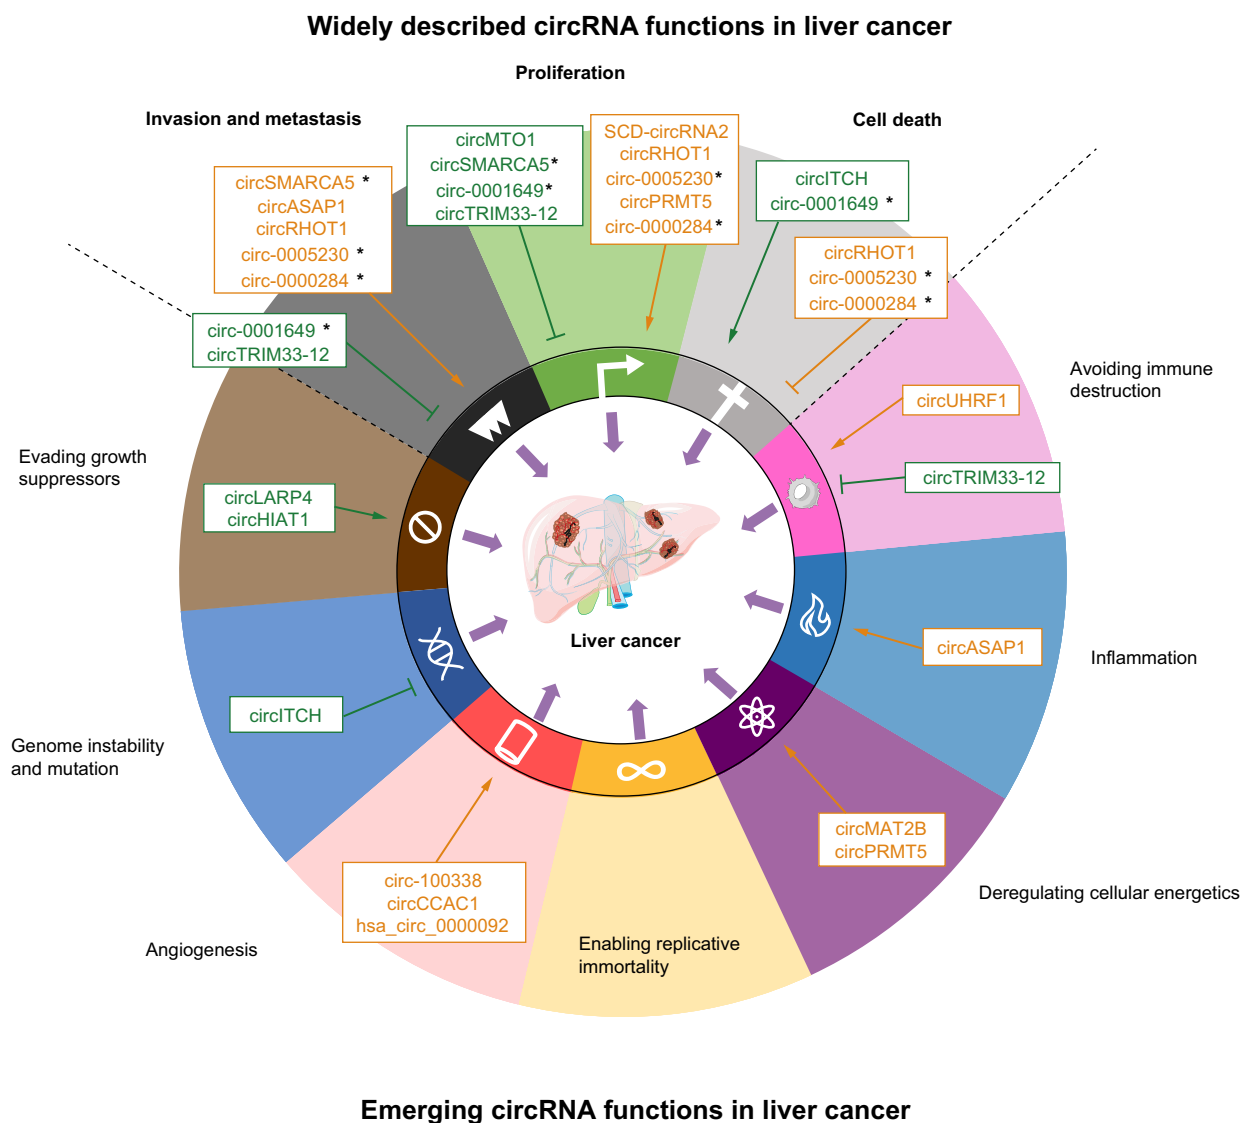 Widely described circRNA functions in liver cancer
Proliferation
Invasion and metastasis
Cell death
circSMARCA5 *
circASAP1
circRHOT1
circ-0005230 *
circ-0000284 *
circ-0001649 *
circTRIM33-12
circMTO1
circSMARCA5*
circ-0001649*
circTRIM33-12
SCD-circRNA2
circRHOT1
circ-0005230*
circPRMT5
circ-0000284*
circITCH
circ-0001649 *
circRHOT1
circ-0005230 *
circ-0000284 *
Avoiding immune
destruction
circUHRF1
circTRIM33-12
Evading growth
suppressors
circLARP4
circHIAT1
Liver cancer
circASAP1
Inflammation
circITCH
Genome instability
and mutation
circMAT2B
circPRMT5
Deregulating cellular energetics
circ-100338
circCCAC1
hsa_circ_0000092
Angiogenesis
Enabling replicative
immortality
Emerging circRNA functions in liver cancer